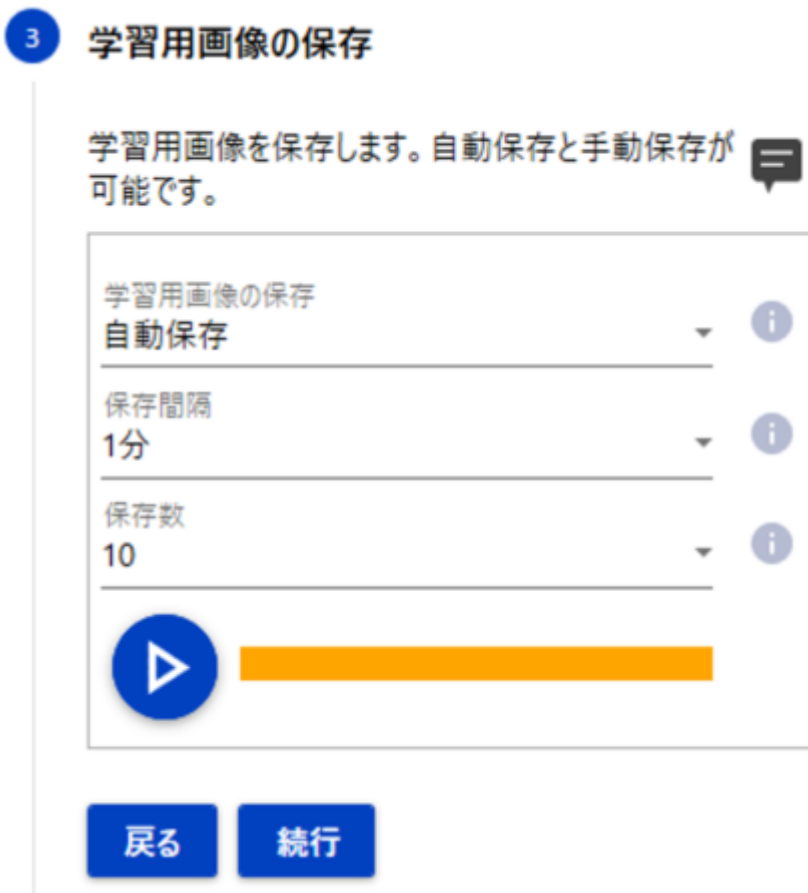 3
学習用画像の保存
学習用画像を保存します。自動保存と手動保存が
可能です。
学習用画像の保存
自動保存
保存間隔
1分
保存数
10
戻る
続行